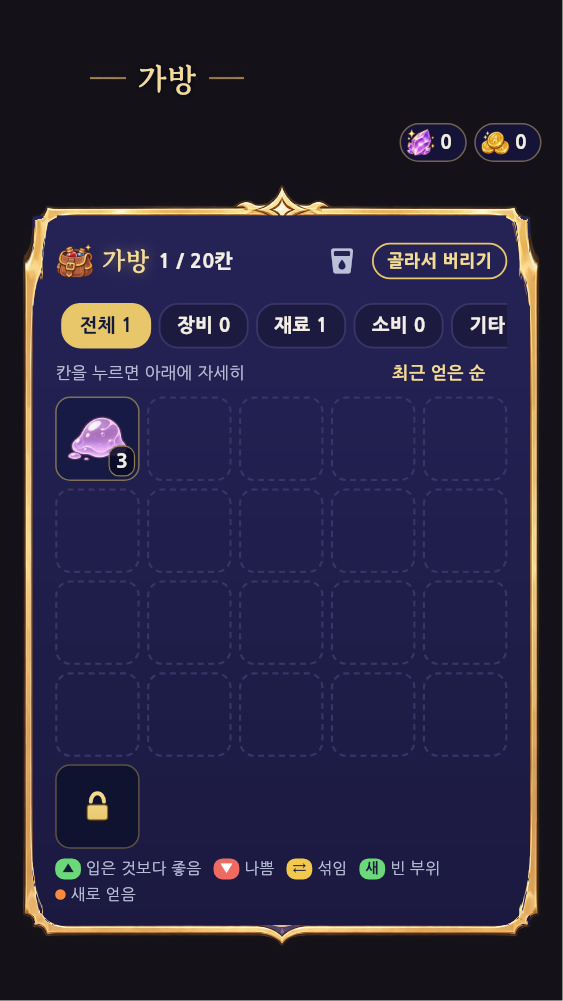 가방
0 0
가방 1 / 20칸 골라서 버리기
전체 1 장비 0 재료 1 소비 0 기타
칸을 누르면 아래에 자세히 최근 얻은 순
3
▲ 입은 것보다 좋음 ▼ 나쁨 ⇄ 섞임 새 빈 부위
새로 얻음